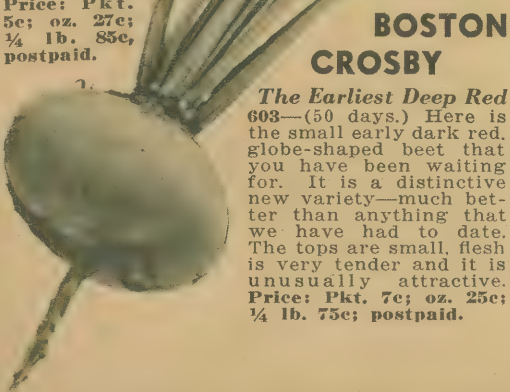 Price: Pkt.
5c; oz. 27c;
¼ lb. 85c,
postpaid.
BOSTON
CROSBY
The Earliest Deep Red
603—(50 days.) Here is
the small early dark red,
globe-shaped beet that
you have been waiting
for. It is a distinctive
new variety—much bet-
ter than anything that
we have had to date.
The tops are small, flesh
is very tender and it is
unusually attractive.
Price: Pkt. 7c; oz. 25c;
¼ lb. 75c; postpaid.